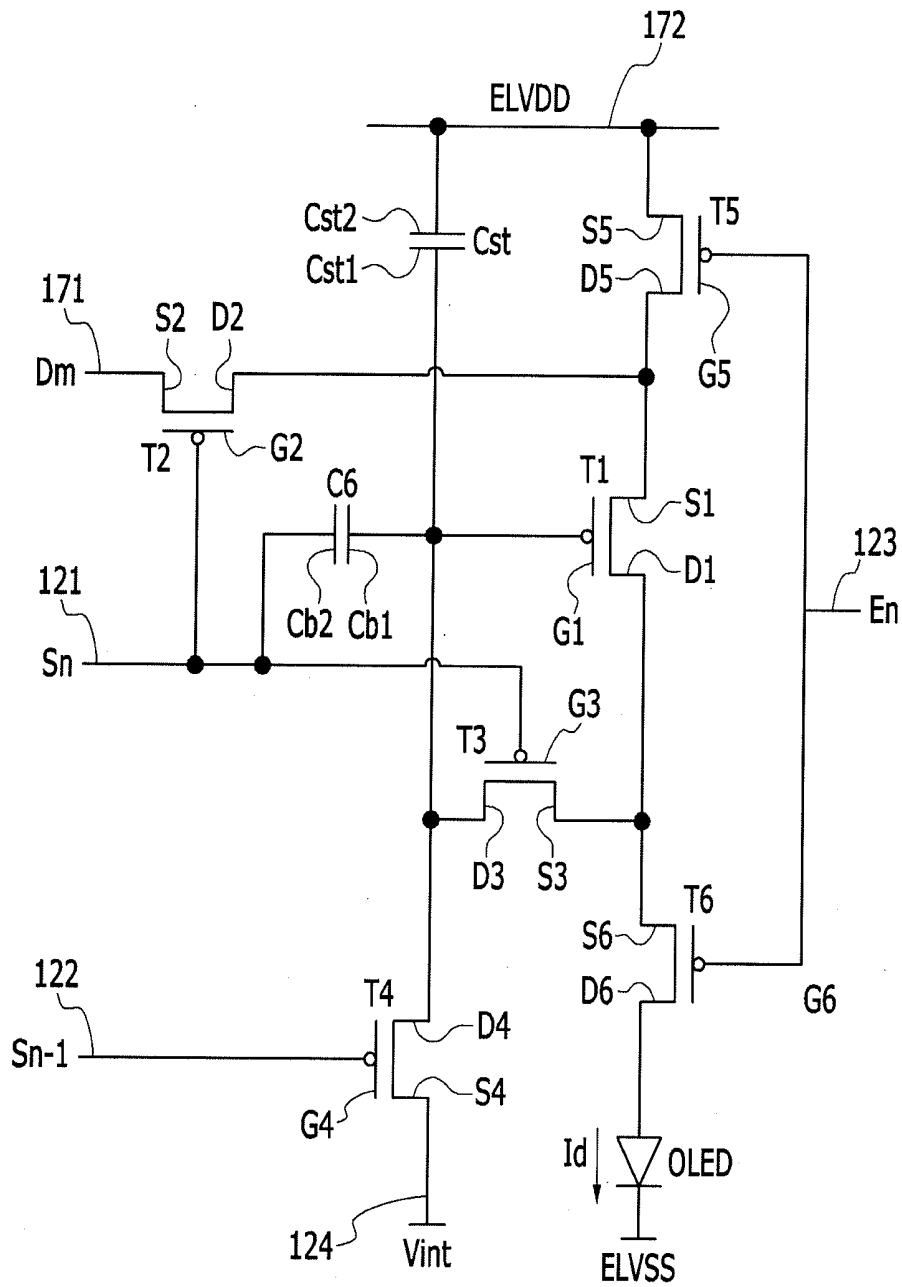 172
ELVDD
Cst2
Cst
Cst1
S5
T5
D5
G5
171
S2
D2
Dm
T2
G2
C6
T1
S1
D1
123
En
Cb2
Cb1
G1
121
Sn
T3
G3
D3
S3
T6
S6
D6
G6
122
T4
D4
Sn-1
S4
G4
Id
OLED
124
Vint
ELVSS